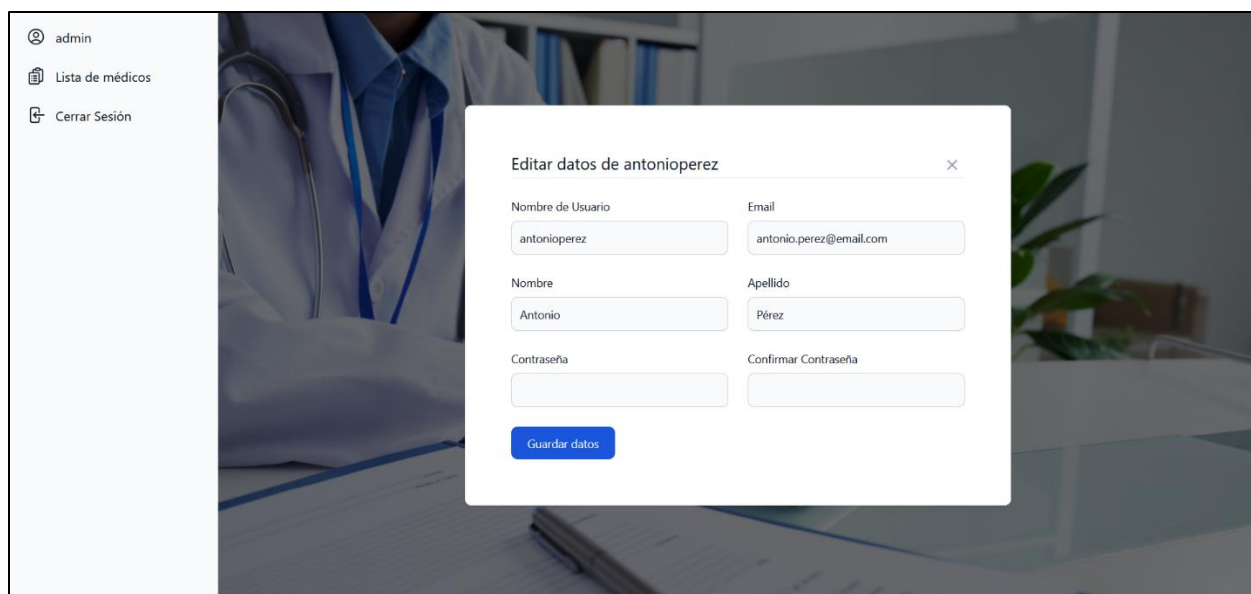 admin
Lista de médicos
Cerrar Sesión
Editar datos de antonioperez
Nombre de Usuario
Email
antonioperez
antonio.perez@email.com
Nombre
Apellido
Antonio
Pérez
Contraseña
Confirmar Contraseña
Guardar datos